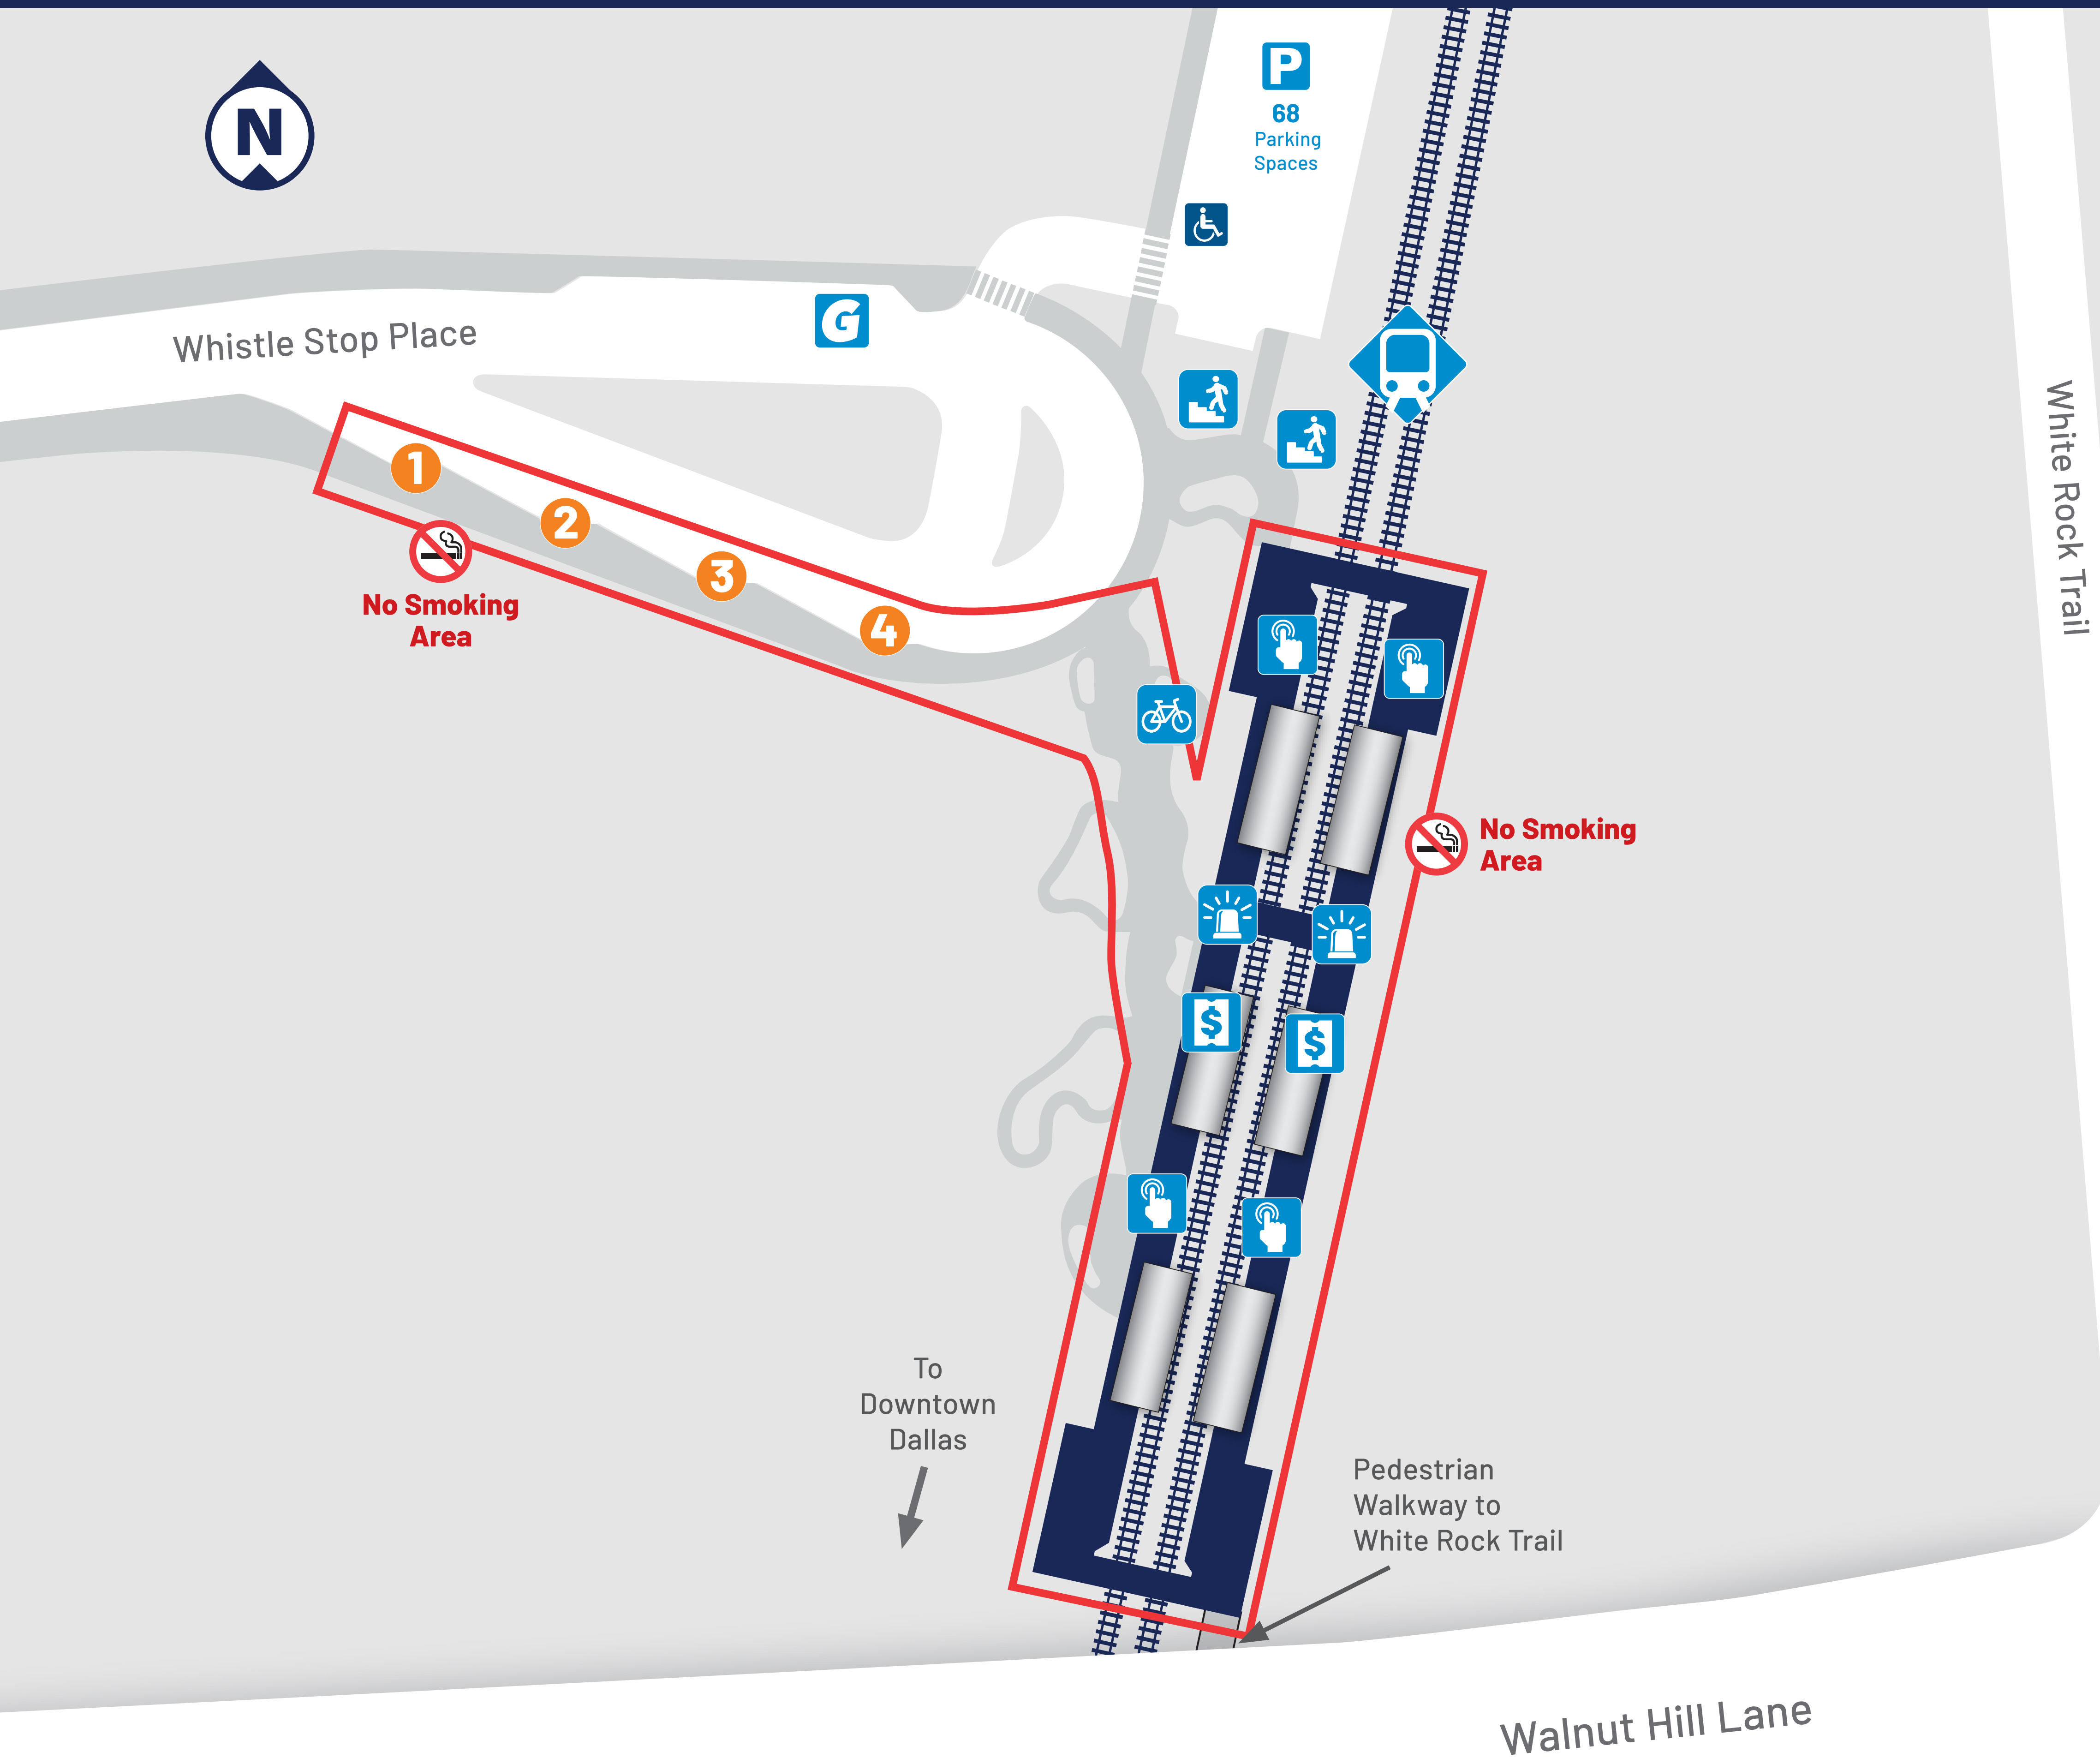 N
P
68
Parking
Spaces
G
Whistle Stop Place
1
2
3
4
No Smoking
Area
White Rock Trail
No Smoking
Area
$
$
To
Downtown
Dallas
Pedestrian
Walkway to
White Rock Trail
Walnut Hill Lane